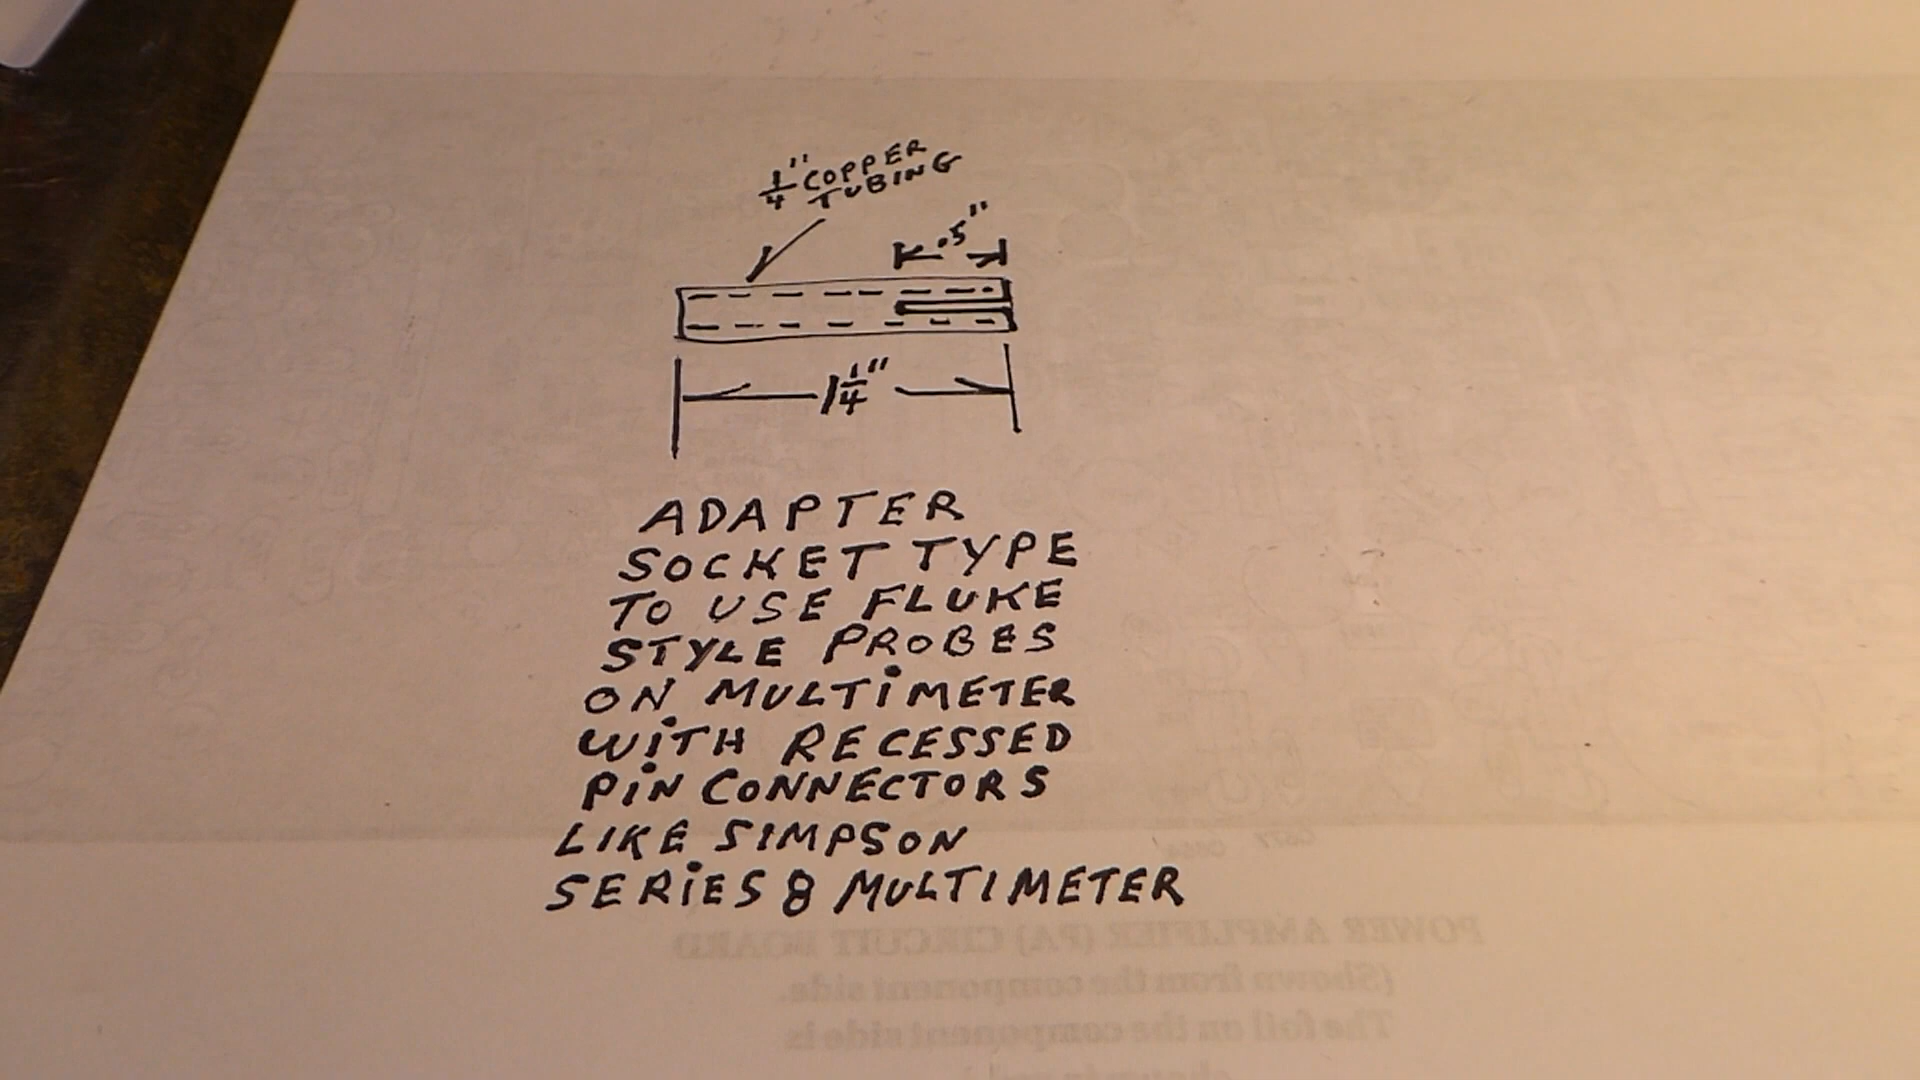 1/4" COPPER
TUBING
.5"
1 1/4"
ADAPTER
SOCKET TYPE
TO USE FLUKE
STYLE PROBES
ON MULTIMETER
WITH RECESSED
PIN CONNECTORS
LIKE SIMPSON
SERIES 8 MULTIMETER
POWER AMPLIFIER (PA) CIRCUIT BOARD
(Shown from the component side.
The foil on the component side is